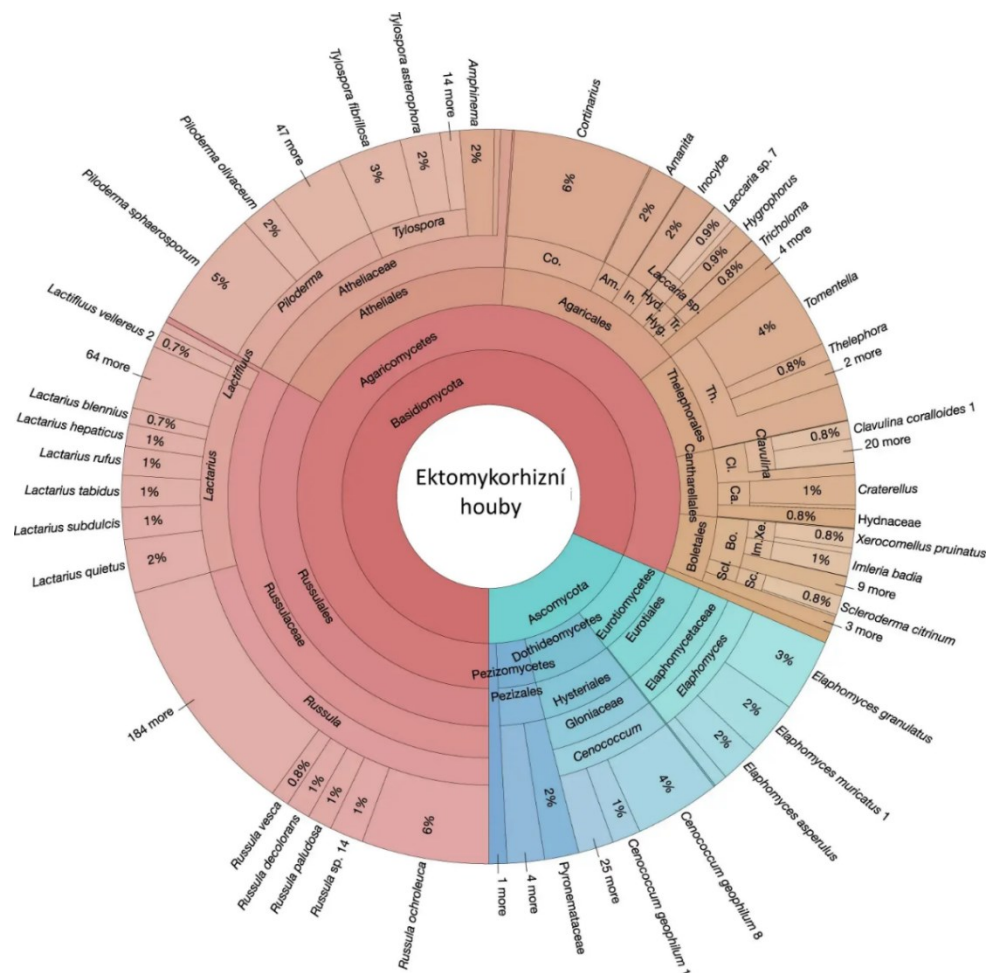 Ektomykorhizní
houby
Basidiomycota
Agaricomycetes
Atheliales
Atheliaceae
Piloderma
Tylospora
Piloderma sphaerosporum
5%
Piloderma olivaceum
2%
47 more
Tylospora fibrillosa
3%
Tylospora asterophora
2%
14 more
Amphinema
2%
Agaricales
Co.
Cortinarius
6%
Am.
Amanita
2%
In.
Inocybe
2%
Hyd.
Laccaria sp.
Laccaria sp. 7
0.9%
Hyg.
Hygrophorus
0.9%
Tr.
Tricholoma
0.8%
4 more
Thelephorales
Th.
Tomentella
4%
Thelephora
0.8%
2 more
Cantharellales
Cl.
Clavulina
Clavulina coralloides 1
0.8%
20 more
Ca.
Craterellus
1%
Hydnaceae
0.8%
Boletales
Bo.
Xe.
Xerocomellus pruinatus
0.8%
Im.
Imleria badia
1%
9 more
Scl.
Sc.
Scleroderma citrinum
0.8%
3 more
Ascomycota
Eurotiomycetes
Eurotiales
Elaphomycetaceae
Elaphomyces
Elaphomyces granulatus
3%
Elaphomyces muricatus 1
2%
Elaphomyces asperulus
2%
Dothideomycetes
Hysteriales
Gloniaceae
Cenococcum
Cenococcum geophilum 8
4%
Cenococcum geophilum 1
1%
25 more
Pezizomycetes
Pezizales
Pyronemataceae
2%
4 more
1 more
Russulales
Russulaceae
Russula
Russula ochroleuca
6%
Russula sp. 14
1%
Russula paludosa
1%
Russula decolorans
1%
Russula vesca
0.8%
184 more
Lactarius
Lactarius quietus
2%
Lactarius subdulcis
1%
Lactarius tabidus
1%
Lactarius rufus
1%
Lactarius hepaticus
1%
Lactarius blennius
0.7%
64 more
Lactifluus
Lactifluus vellereus 2
0.7%